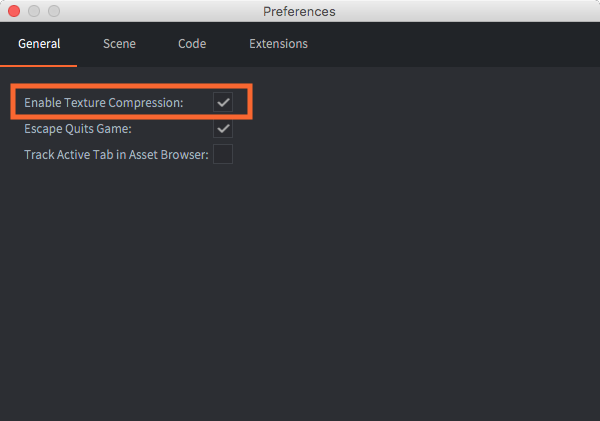 Preferences
General Scene Code Extensions
Enable Texture Compression:
Escape Quits Game:
Track Active Tab in Asset Browser: